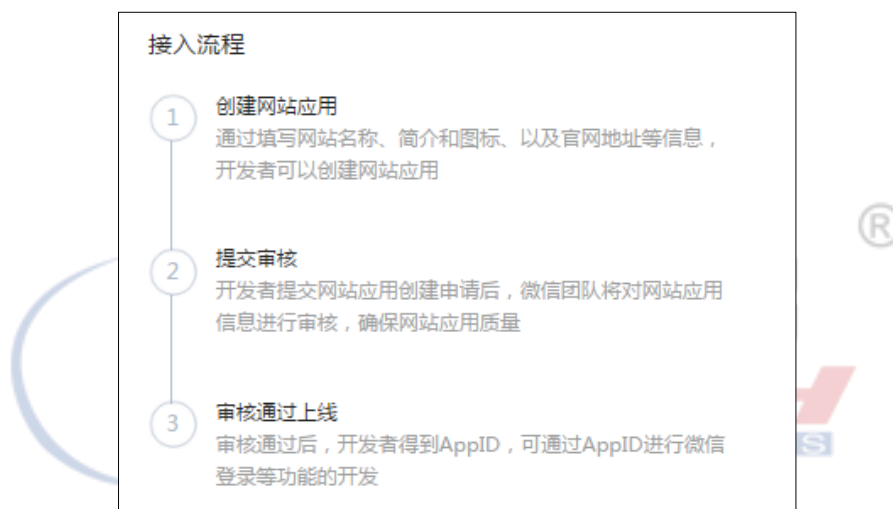 接入流程
1
创建网站应用
通过填写网站名称、简介和图标、以及官网地址等信息，
开发者可以创建网站应用
2
提交审核
开发者提交网站应用创建申请后，微信团队将对网站应用
信息进行审核，确保网站应用质量
3
审核通过上线
审核通过后，开发者得到AppID，可通过AppID进行微信
登录等功能的开发
®
H
S